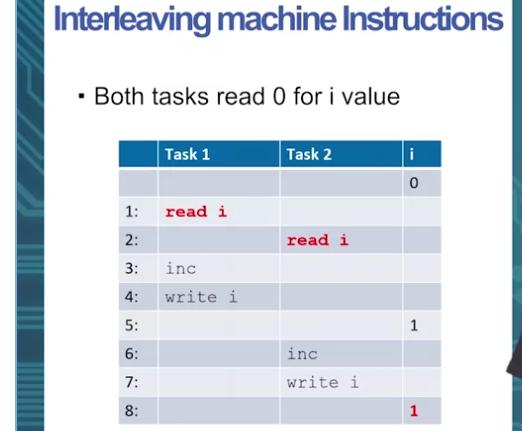 Interleaving machine Instructions
▪ Both tasks read 0 for i value
Task 1 Task 2 i
0
1: read i
2: read i
3: inc
4: write i
5: 1
6: inc
7: write i
8: 1